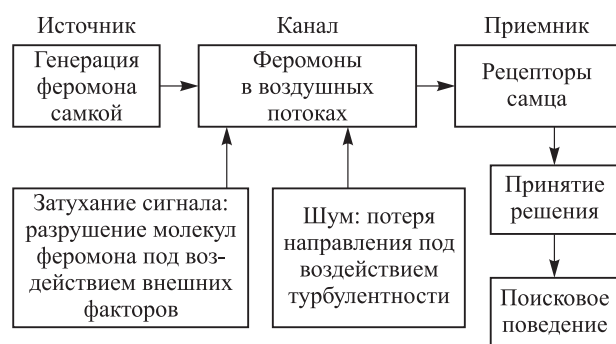 Источник
Канал
Приемник
Генерация
феромона
самкой
Феромоны
в воздушных
потоках
Рецепторы
самца
Затухание сигнала:
разрушение молекул
феромона под воз-
действием внешних
факторов
Шум: потеря
направления под
воздействием
турбулентности
Принятие
решения
Поисковое
поведение